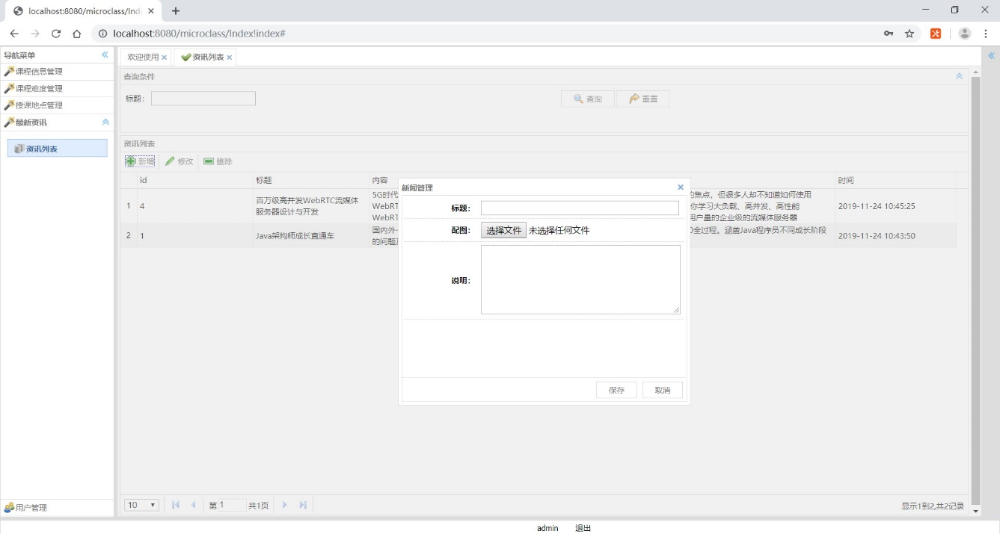 localhost:8080/microclass/Ind
localhost:8080/microclass/Index!index#
导航菜单
课程信息管理
课程难度管理
授课地点管理
最新资讯
资讯列表
用户管理
欢迎使用
资讯列表
查询条件
标题：
查询
重置
资讯列表
新增
修改
删除
id
标题
内容
时间
1
4
百万级高并发WebRTC流媒体
服务器设计与开发
5G时代
WebRT
WebRT
的焦点，但很多人却不知道如何使用
你学习大负载、高并发、高性能
用户量的企业级的流媒体服务器
2019-11-24 10:45:25
2
1
Java架构师成长直通车
国内外一
的问题及
0全过程。涵盖Java程序员不同成长阶段
2019-11-24 10:43:50
新闻管理
标题：
配图：
选择文件 未选择任何文件
说明：
保存
取消
10
第 1
共1页
显示1到2,共2记录
admin
退出